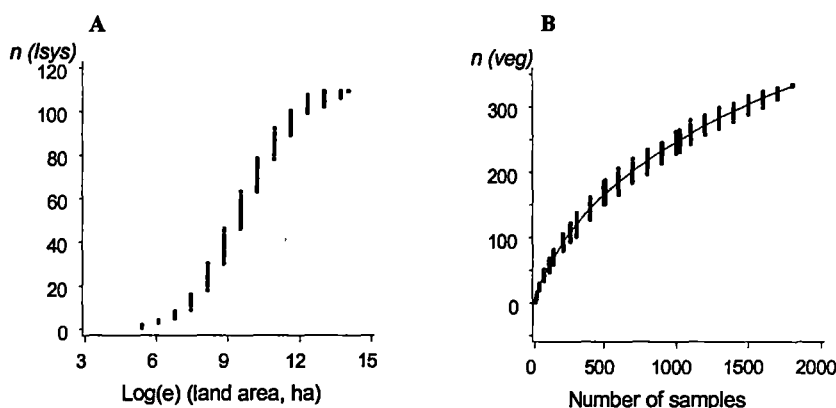 A
n (lsys)
120
100
80
60
40
20
0
3 6 9 12 15
Log(e) (land area, ha)
B
n (veg)
300
200
100
0
0 500 1000 1500 2000
Number of samples